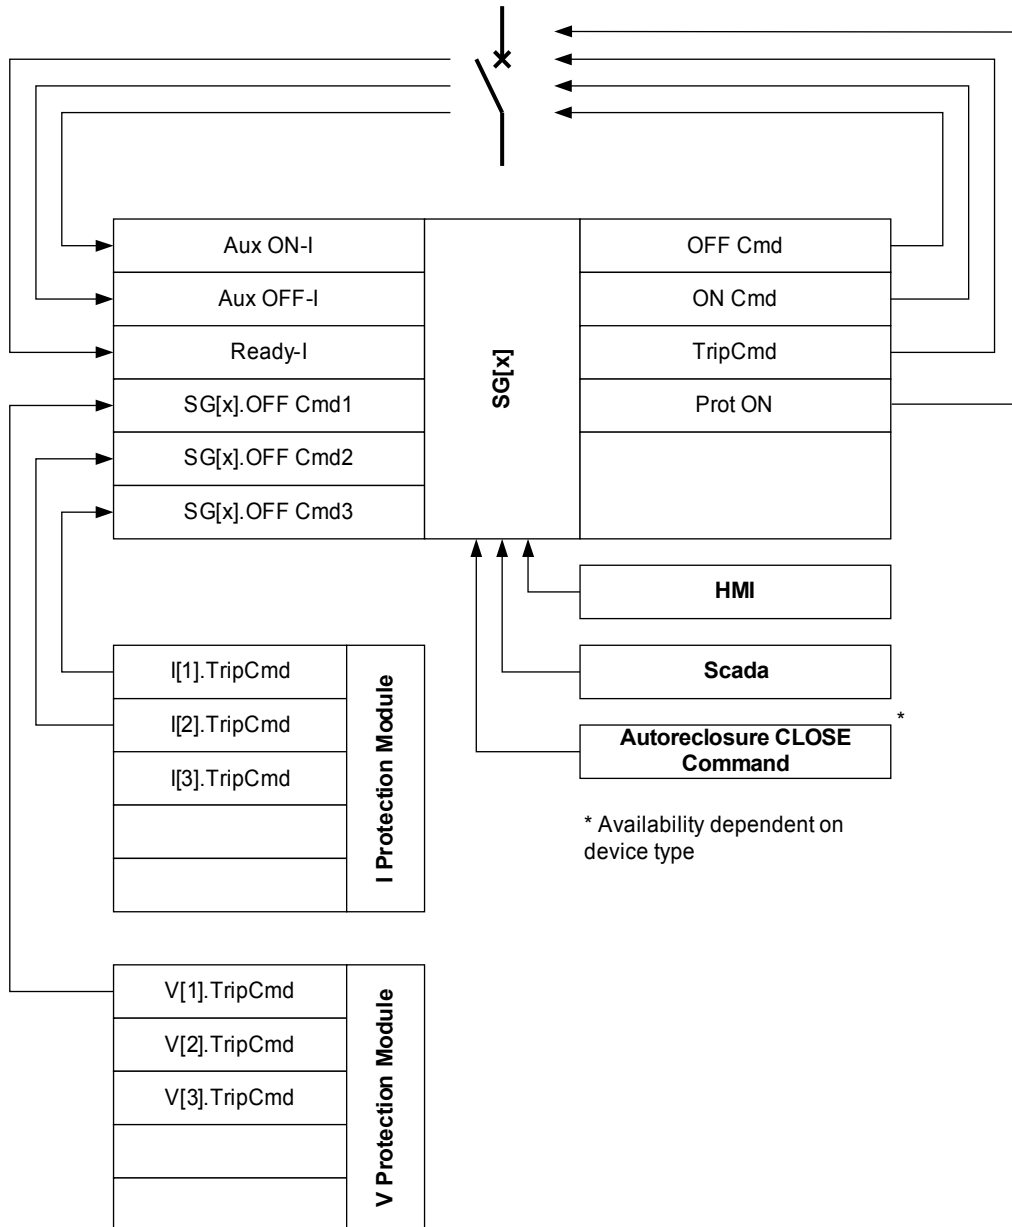 Aux ON-I
Aux OFF-I
Ready-I
SG[x].OFF Cmd1
SG[x].OFF Cmd2
SG[x].OFF Cmd3
SG[x]
OFF Cmd
ON Cmd
TripCmd
Prot ON
HMI
Scada
*
Autoreclosure CLOSE
Command
* Availability dependent on
device type
I[1].TripCmd
I[2].TripCmd
I[3].TripCmd
I Protection Module
V[1].TripCmd
V[2].TripCmd
V[3].TripCmd
V Protection Module